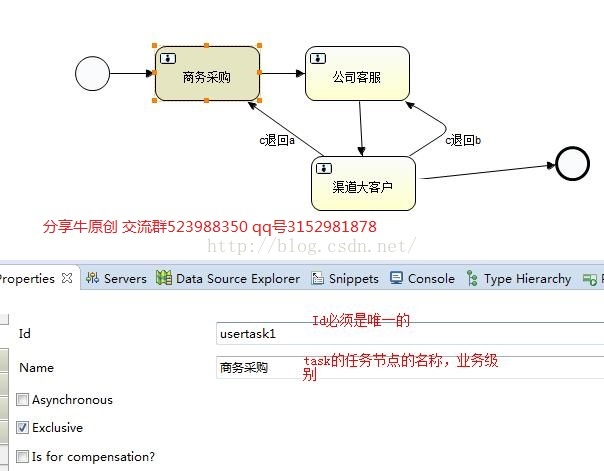 商务采购
公司客服
c退回a
c退回b
渠道大客户
分享牛原创 交流群523988350 qq号3152981878
http://blog.csdn.net/
Properties Servers Data Source Explorer Snippets Console Type Hierarchy
Id必须是唯一的
Id usertask1
task的任务节点的名称，业务级
Name 商务采购
别
Asynchronous
Exclusive
Is for compensation?